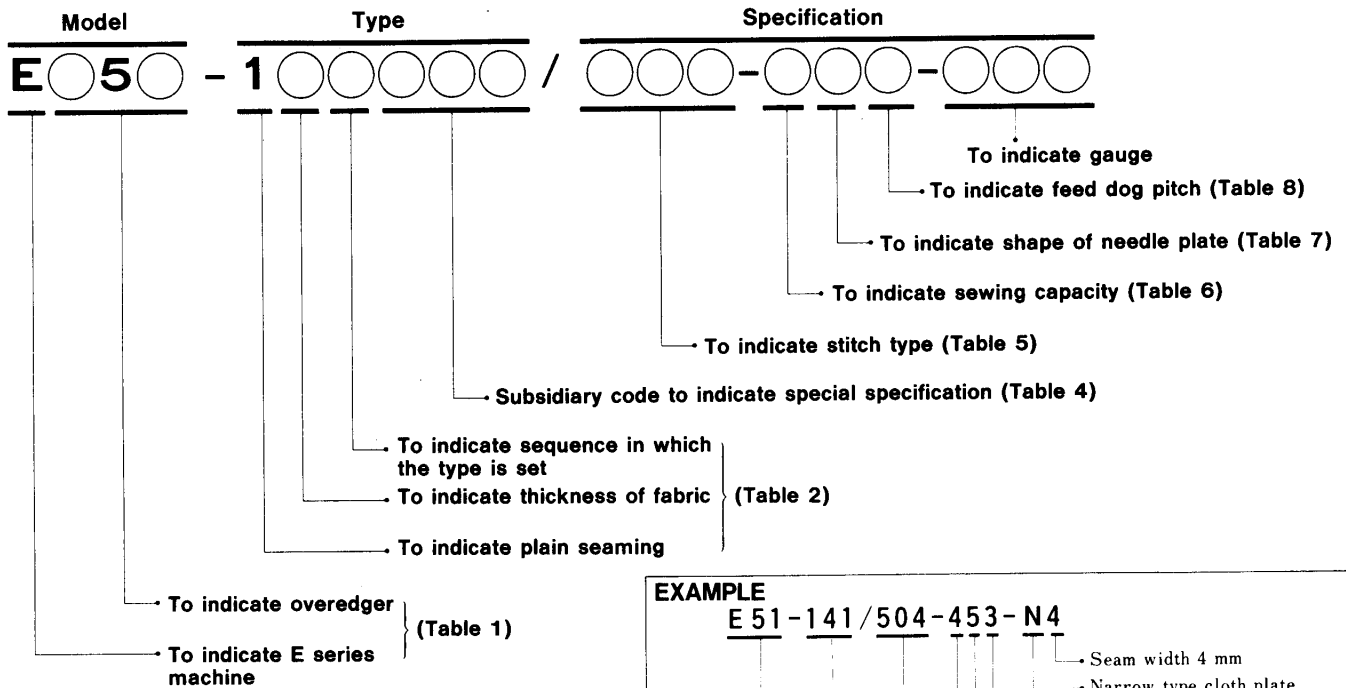 Model Type Specification
E○5○ - 1○○○○○ / ○○○-○○○-○○○
To indicate gauge
To indicate feed dog pitch (Table 8)
To indicate shape of needle plate (Table 7)
To indicate sewing capacity (Table 6)
To indicate stitch type (Table 5)
Subsidiary code to indicate special specification (Table 4)
To indicate sequence in which
the type is set
To indicate thickness of fabric (Table 2)
To indicate plain seaming
To indicate overedger
(Table 1)
To indicate E series
machine
EXAMPLE
E51-141/504-453-N4
Seam width 4 mm
Narrow type cloth plate